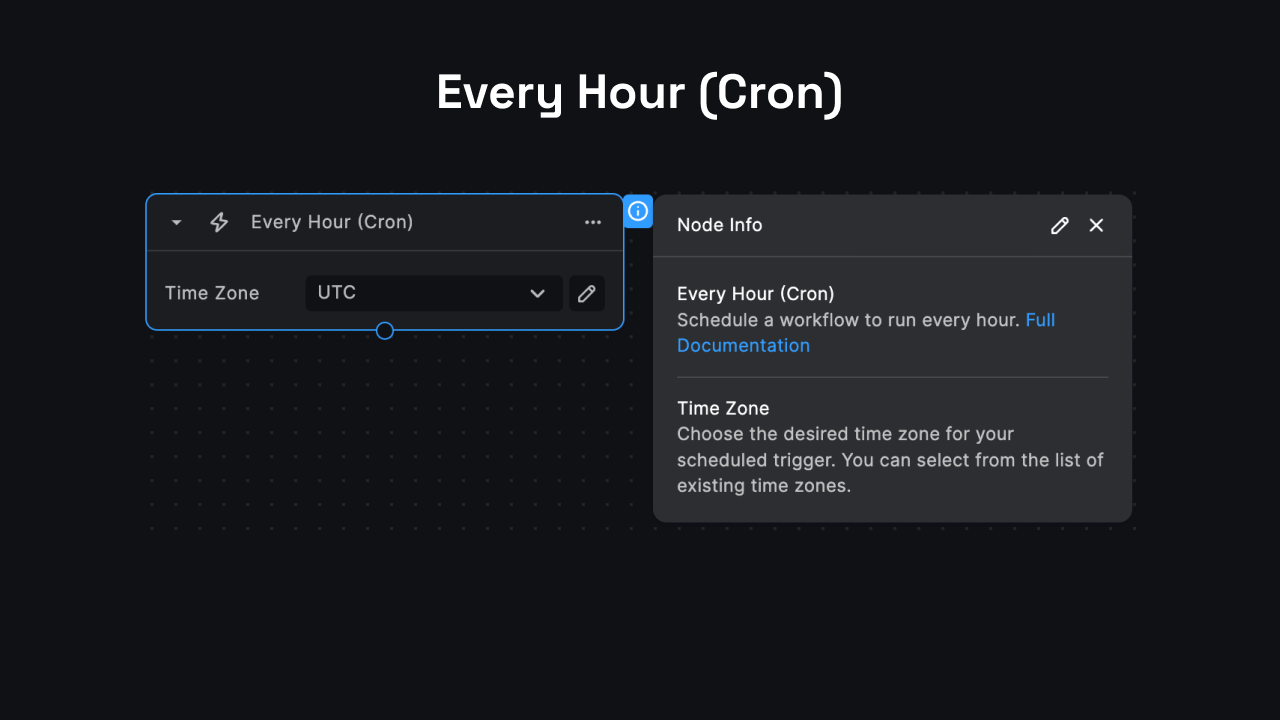 Every Hour (Cron)
Every Hour (Cron)
Time Zone
UTC
Node Info
Every Hour (Cron)
Schedule a workflow to run every hour. Full
Documentation
Time Zone
Choose the desired time zone for your
scheduled trigger. You can select from the list of
existing time zones.